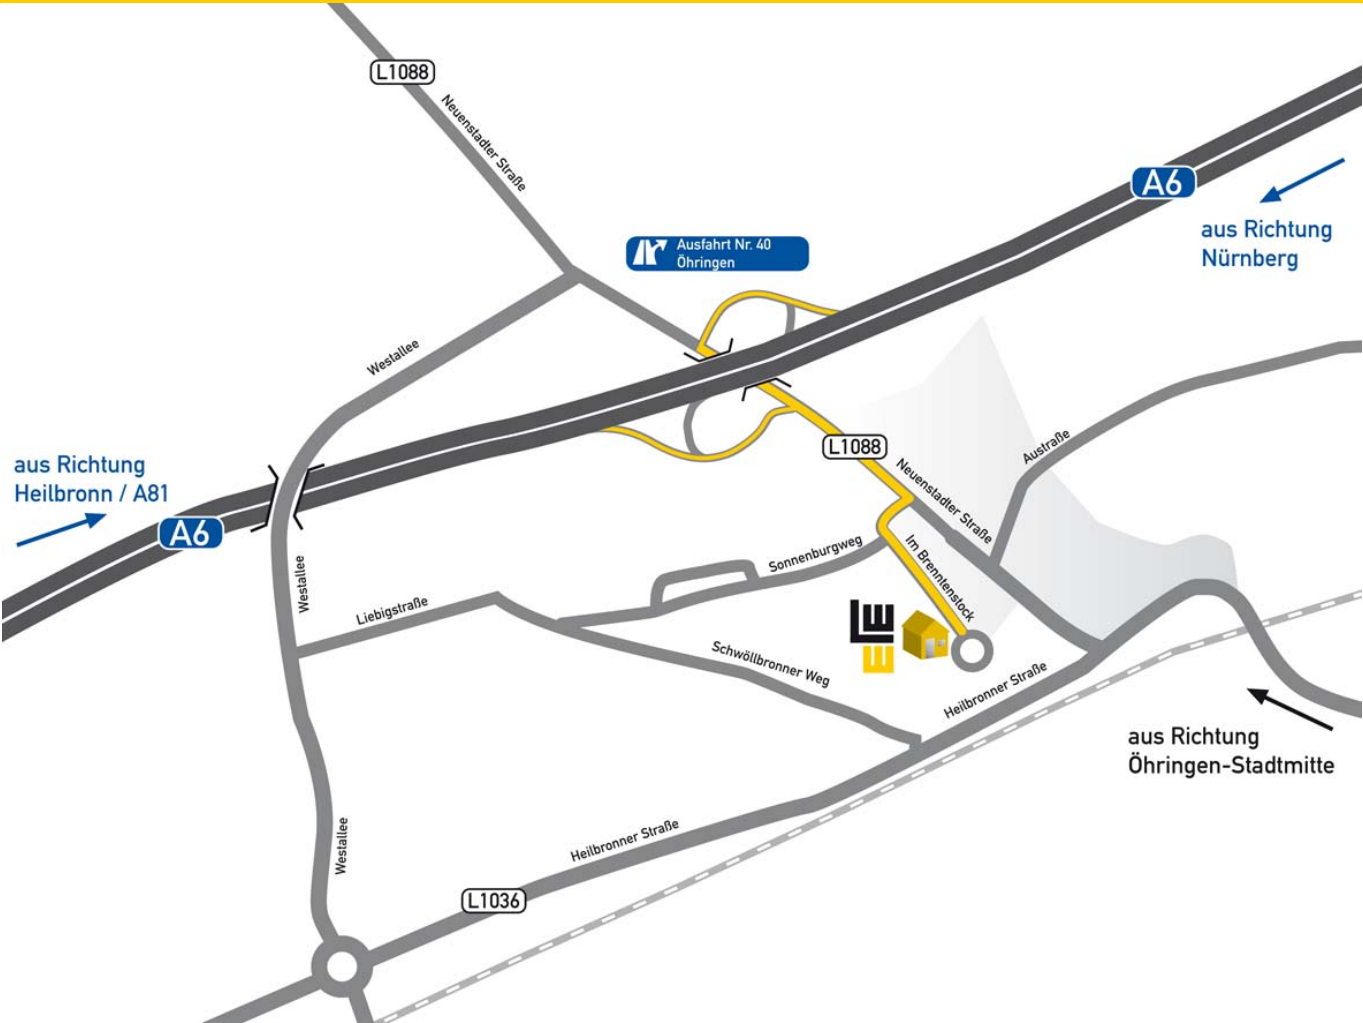 L1088
Neuenstadter Straße
A6
aus Richtung
Nürnberg
Ausfahrt Nr. 40
Öhringen
Westallee
L1088
Austraße
aus Richtung
Heilbronn / A81
A6
Neuenstadter Straße
Sonnenburgweg
Im Brenntenstock
Westallee
Liebigstraße
ELE
Schwöllbronner Weg
Heilbronner Straße
aus Richtung
Öhringen-Stadtmitte
Westallee
Heilbronner Straße
L1036